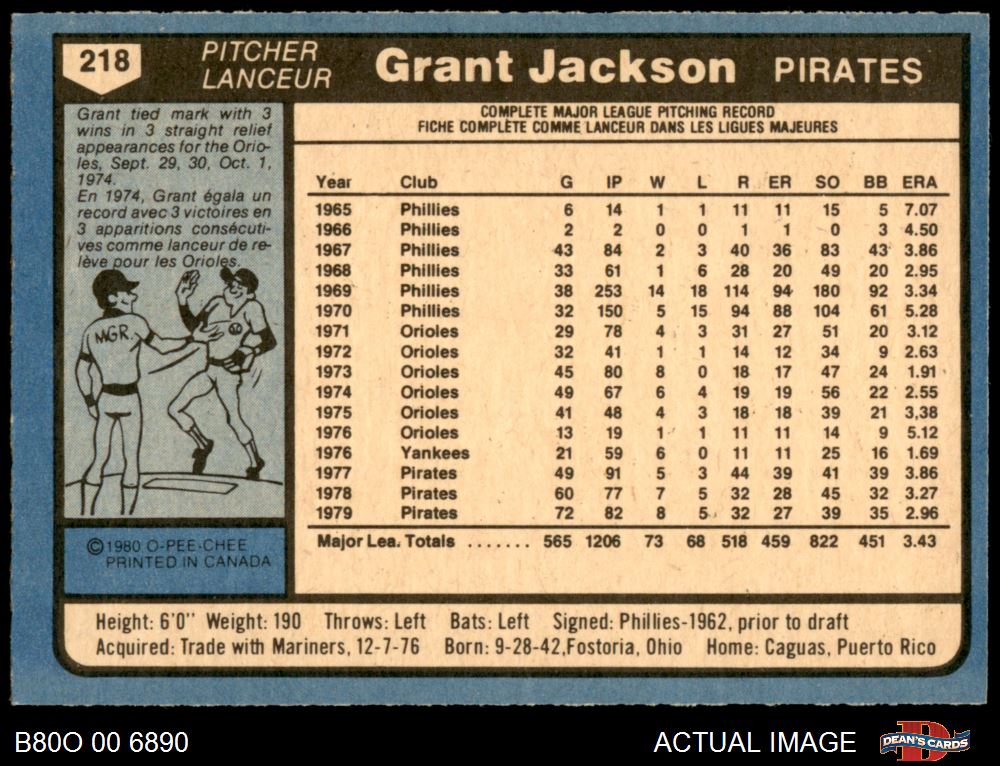 218 PITCHER LANCEUR Grant Jackson PIRATES
Grant tied mark with 3
wins in 3 straight relief
appearances for the Orio-
les, Sept. 29, 30, Oct. 1,
1974.
En 1974, Grant égala un
record avec 3 victoires en
3 apparitions consécuti-
ves comme lanceur de re-
lève pour les Orioles.
MGR.
©1980 O-PEE-CHEE
PRINTED IN CANADA
COMPLETE MAJOR LEAGUE PITCHING RECORD
FICHE COMPLÈTE COMME LANCEUR DANS LES LIGUES MAJEURES
Year Club G IP W L R ER SO BB ERA
1965 Phillies 6 14 1 1 11 11 15 5 7.07
1966 Phillies 2 2 0 0 1 1 0 3 4.50
1967 Phillies 43 84 2 3 40 36 83 43 3.86
1968 Phillies 33 61 1 6 28 20 49 20 2.95
1969 Phillies 38 253 14 18 114 94 180 92 3.34
1970 Phillies 32 150 5 15 94 88 104 61 5.28
1971 Orioles 29 78 4 3 31 27 51 20 3.12
1972 Orioles 32 41 1 1 14 12 34 9 2.63
1973 Orioles 45 80 8 0 18 17 47 24 1.91
1974 Orioles 49 67 6 4 19 19 56 22 2.55
1975 Orioles 41 48 4 3 18 18 39 21 3,38
1976 Orioles 13 19 1 1 11 11 14 9 5.12
1976 Yankees 21 59 6 0 11 11 25 16 1.69
1977 Pirates 49 91 5 3 44 39 41 39 3.86
1978 Pirates 60 77 7 5 32 28 45 32 3.27
1979 Pirates 72 82 8 5 32 27 39 35 2.96
Major Lea. Totals ....... 565 1206 73 68 518 459 822 451 3.43
Height: 6'0" Weight: 190 Throws: Left Bats: Left Signed: Phillies-1962, prior to draft
Acquired: Trade with Mariners, 12-7-76 Born: 9-28-42,Fostoria, Ohio Home: Caguas, Puerto Rico
B80O 00 6890
ACTUAL IMAGE
DEAN'S CARDS